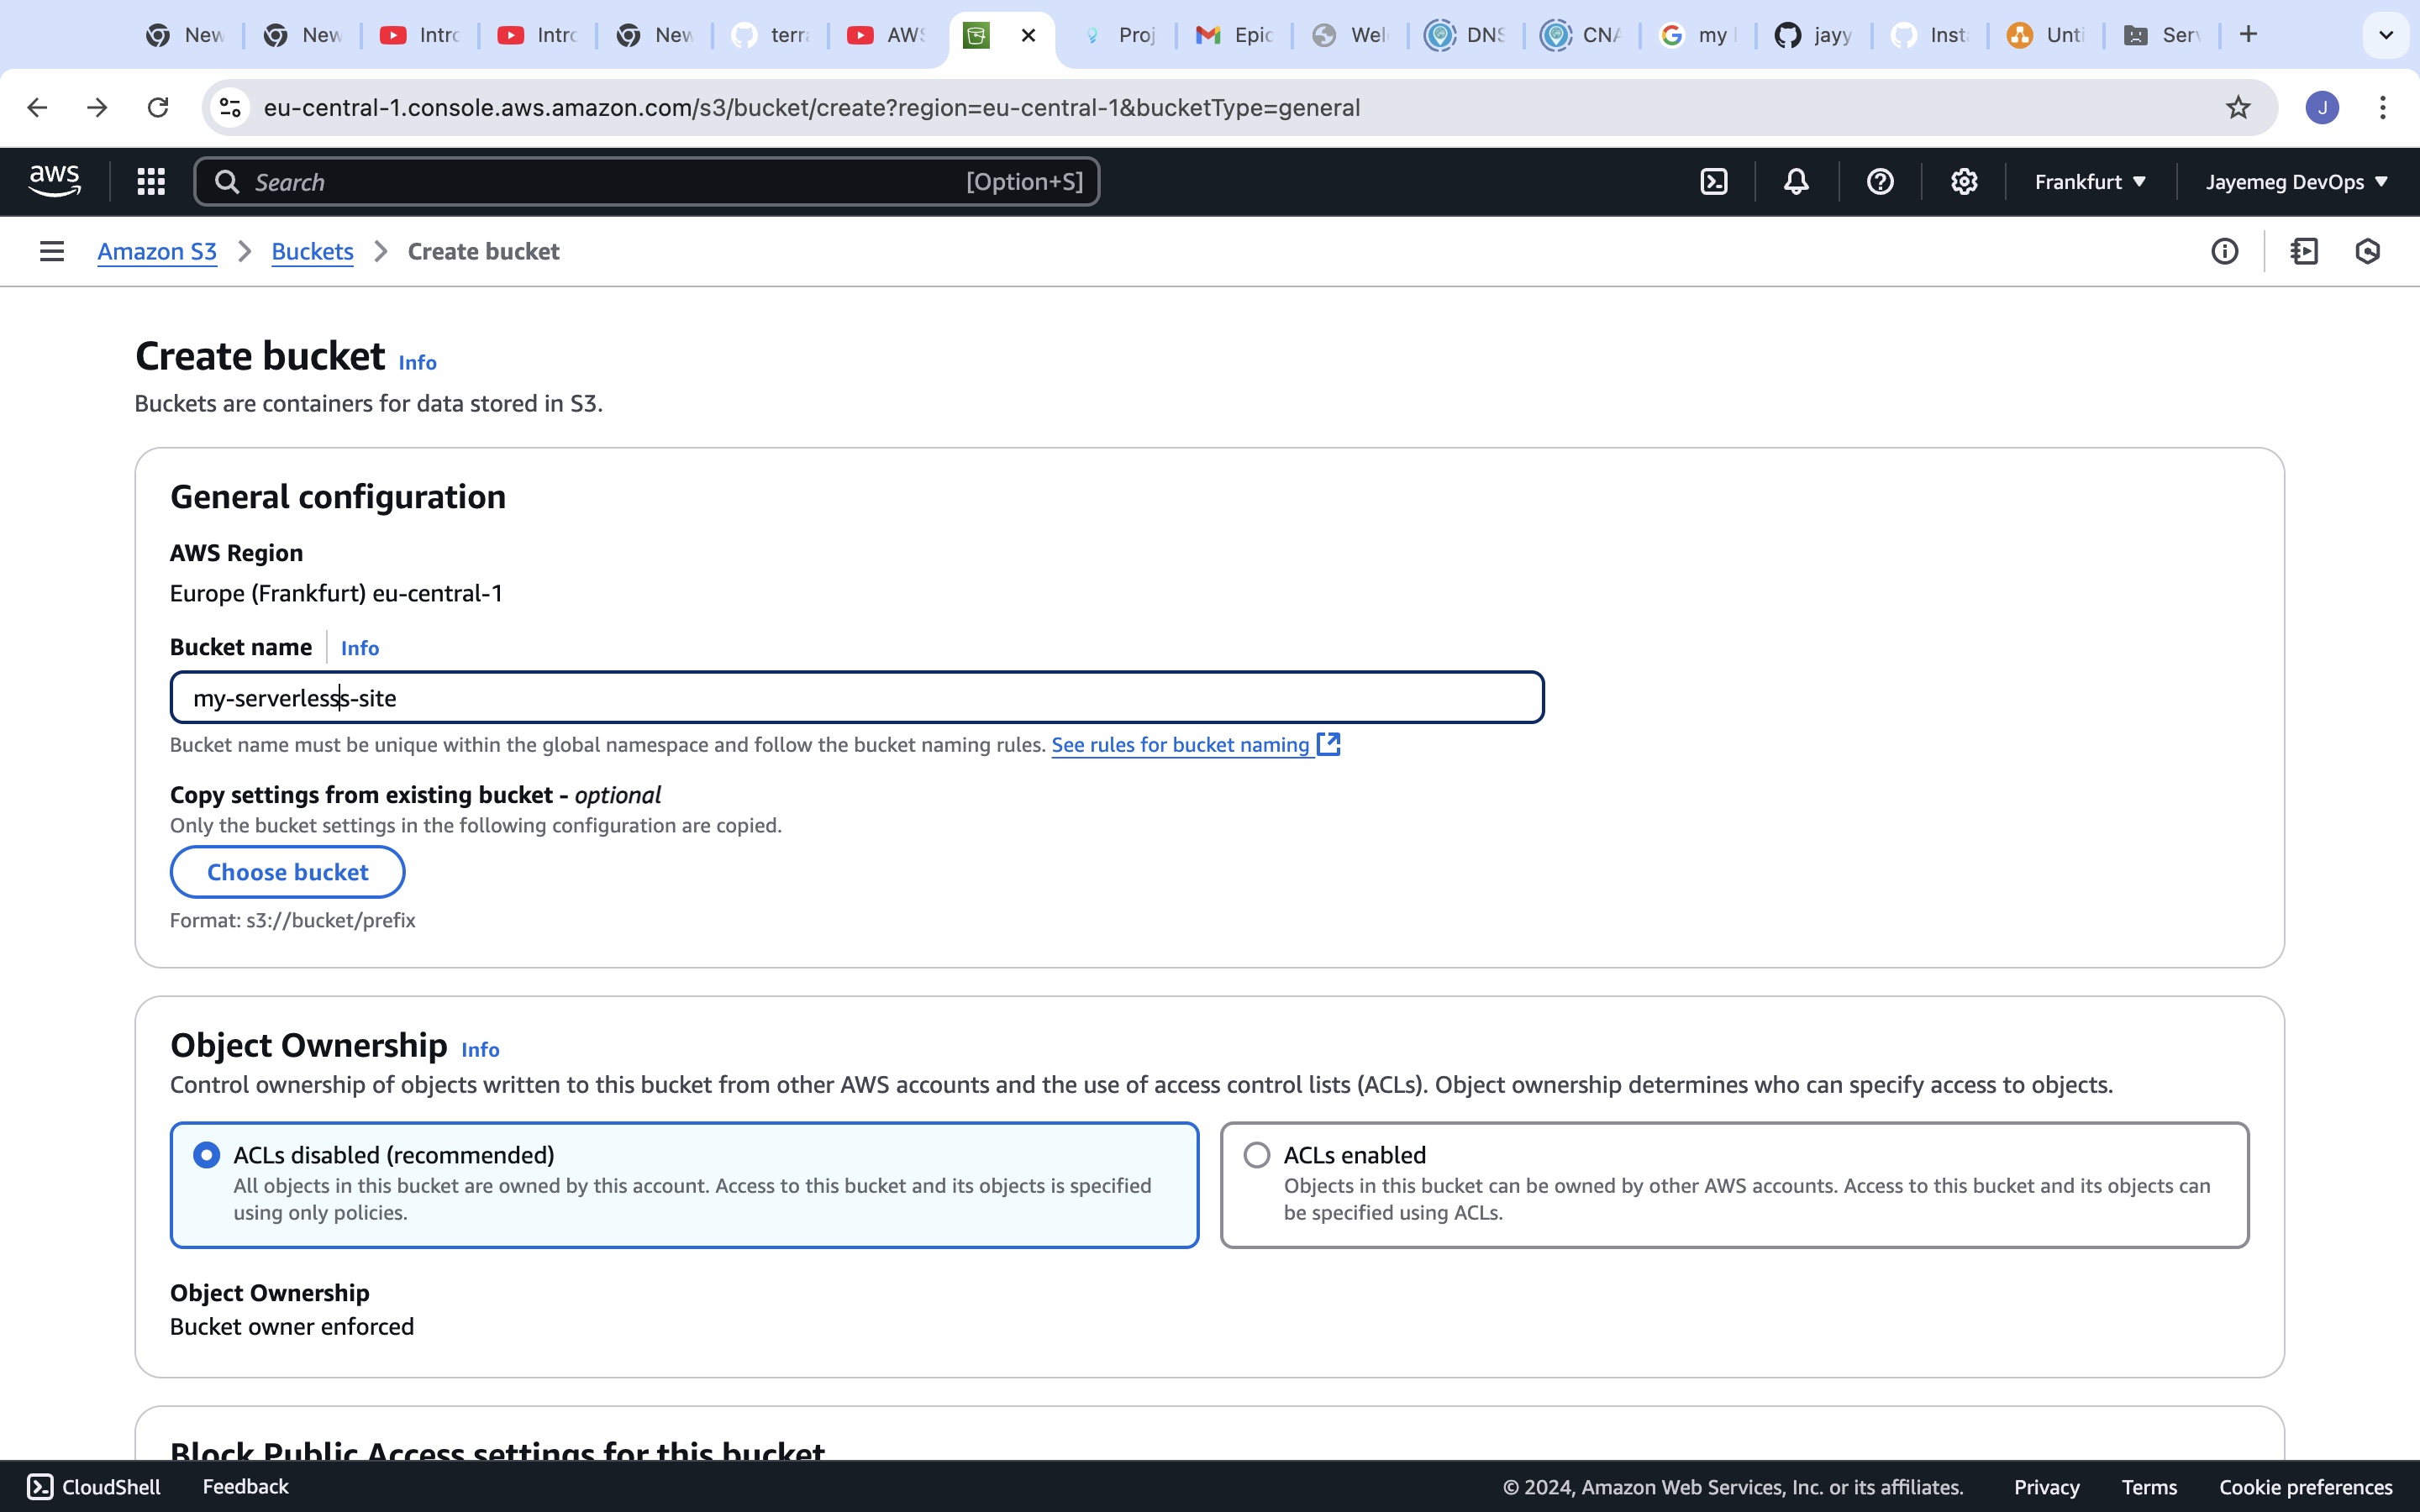 New
New
Intro
Intro
New
terra
AWS
Proj
Epic
Wel
DNS
CNA
my
jayy
Inst
Unti
Serv
eu-central-1.console.aws.amazon.com/s3/bucket/create?region=eu-central-1&bucketType=general
J
aws
Search
[Option+S]
Frankfurt
Jayemeg DevOps
Amazon S3 > Buckets > Create bucket
Create bucket Info
Buckets are containers for data stored in S3.
General configuration
AWS Region
Europe (Frankfurt) eu-central-1
Bucket name Info
my-serverlesss-site
Bucket name must be unique within the global namespace and follow the bucket naming rules. See rules for bucket naming
Copy settings from existing bucket - optional
Only the bucket settings in the following configuration are copied.
Choose bucket
Format: s3://bucket/prefix
Object Ownership Info
Control ownership of objects written to this bucket from other AWS accounts and the use of access control lists (ACLs). Object ownership determines who can specify access to objects.
ACLs disabled (recommended)
All objects in this bucket are owned by this account. Access to this bucket and its objects is specified
using only policies.
ACLs enabled
Objects in this bucket can be owned by other AWS accounts. Access to this bucket and its objects can
be specified using ACLs.
Object Ownership
Bucket owner enforced
Block Public Access settings for this bucket
CloudShell
Feedback
© 2024, Amazon Web Services, Inc. or its affiliates.
Privacy
Terms
Cookie preferences